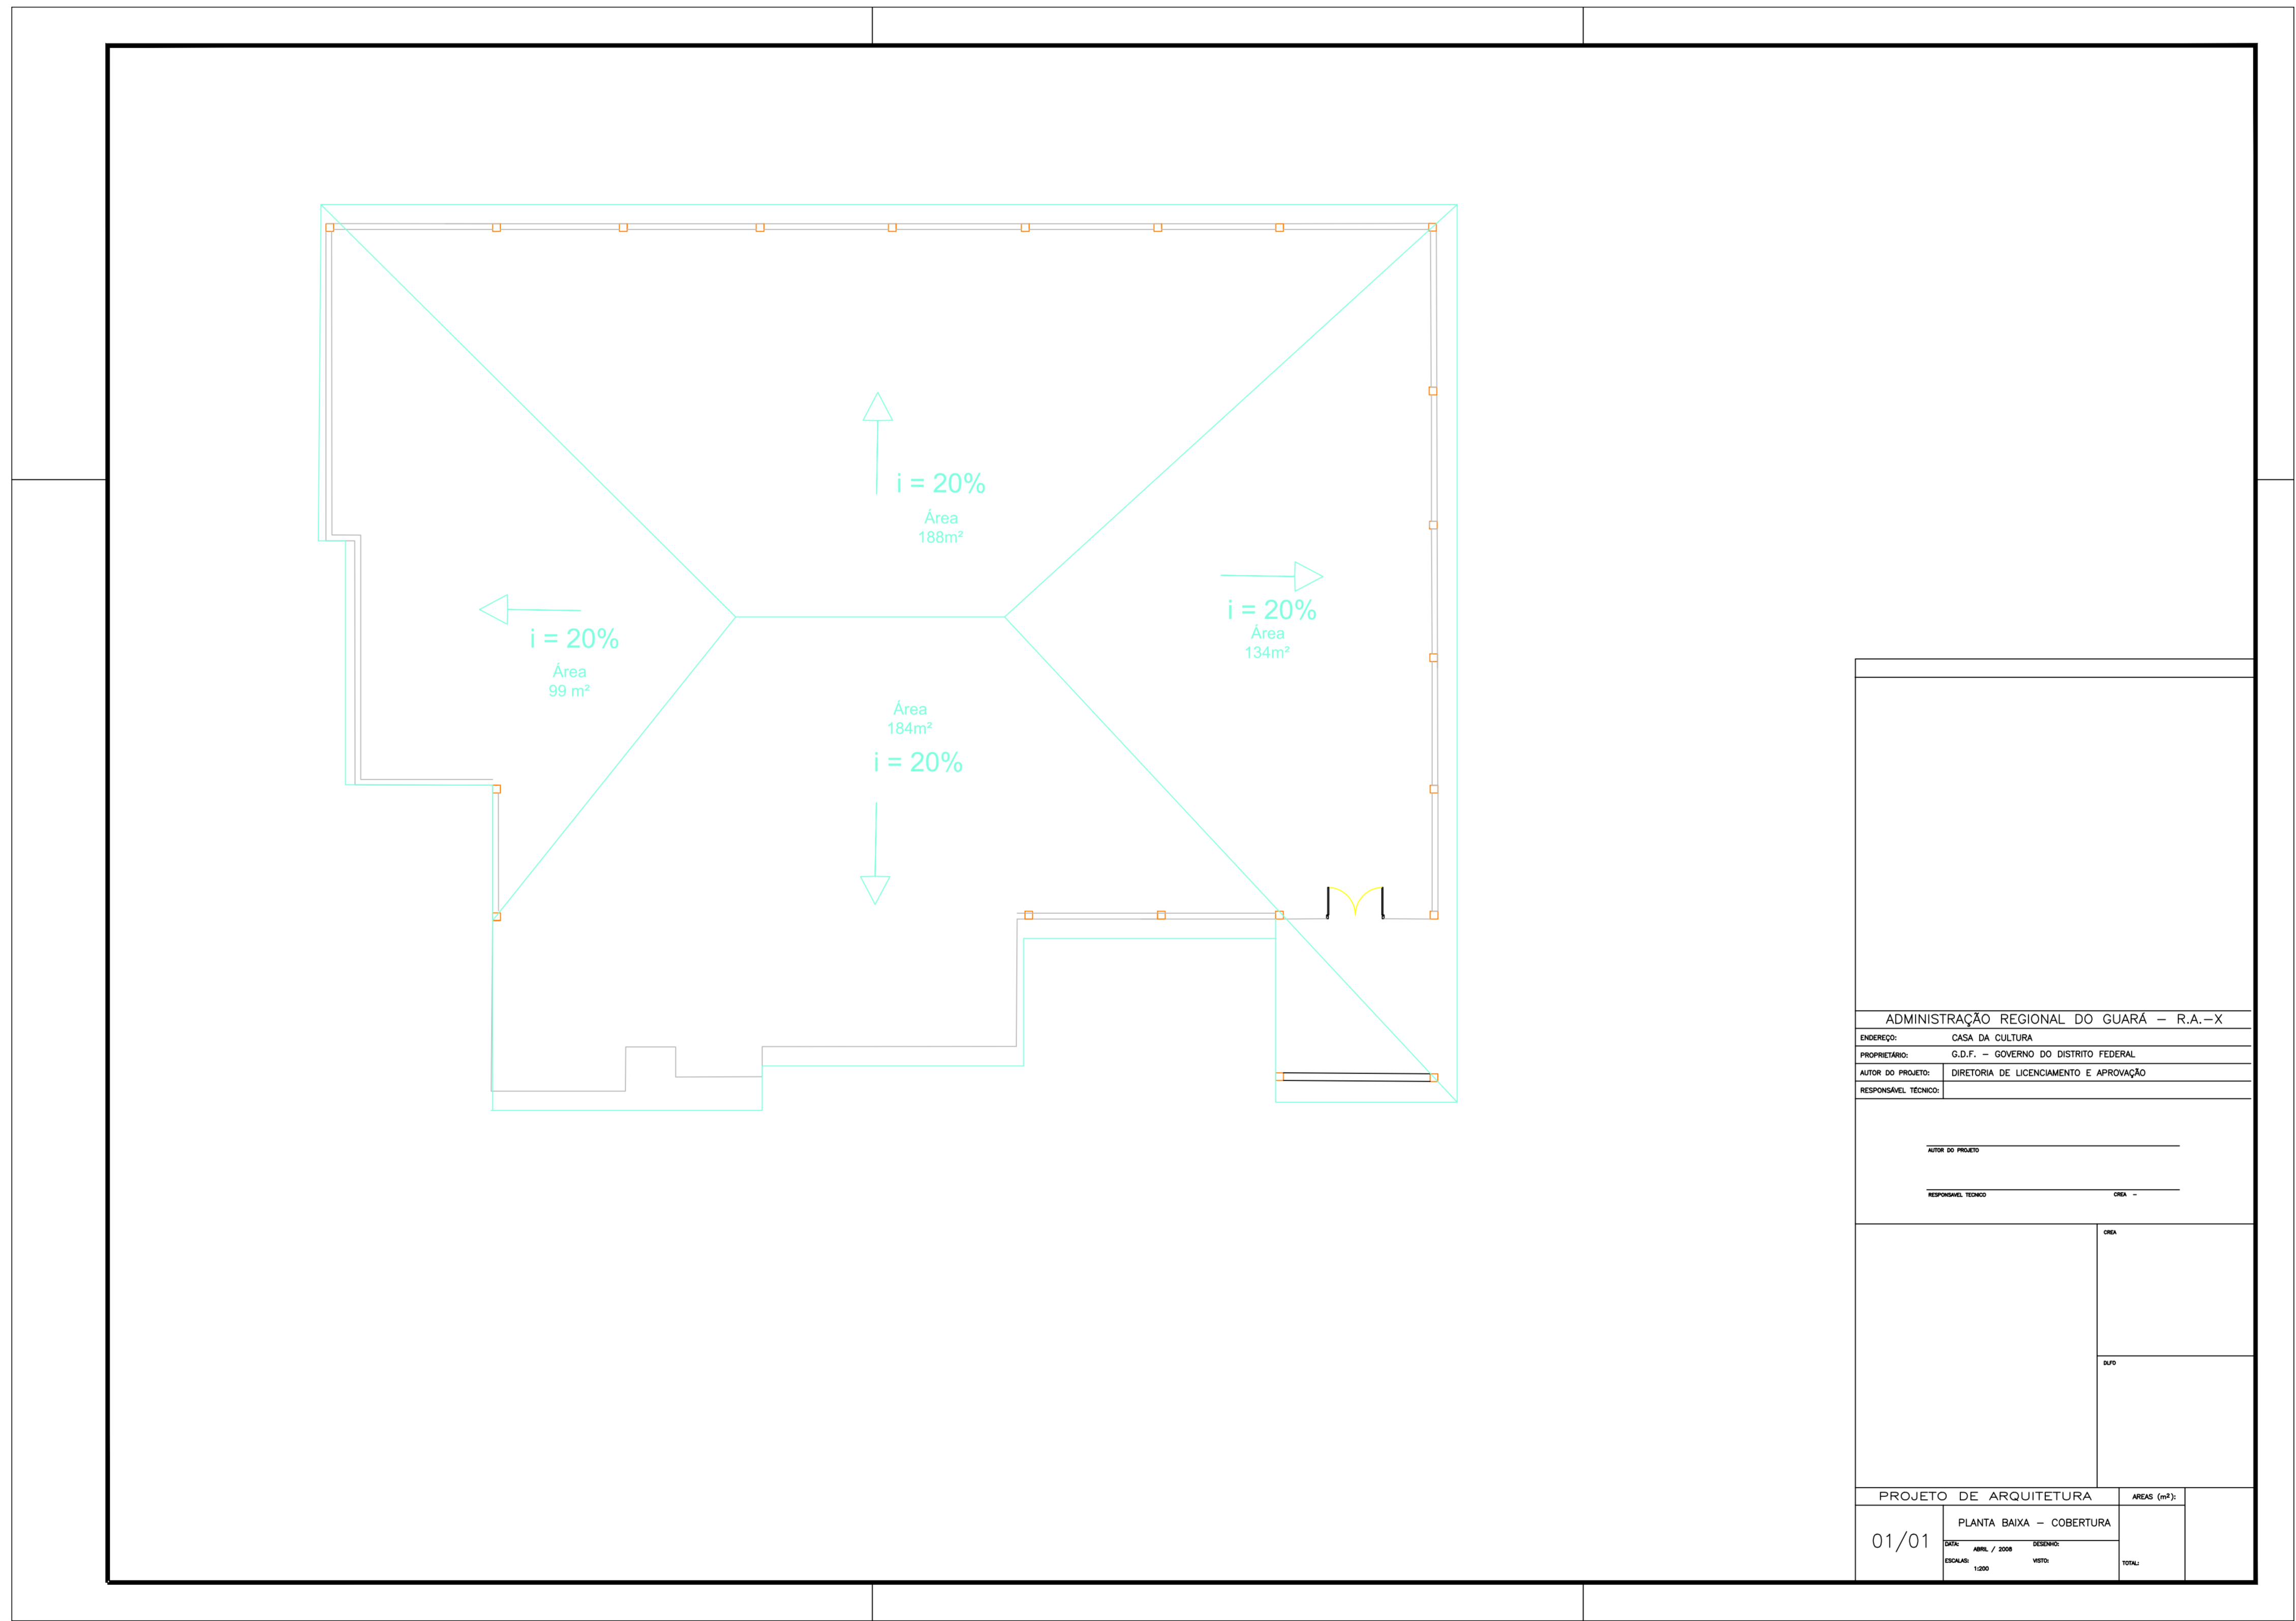 i = 20%
Área
188m²
i = 20%
Área
134m²
i = 20%
Área
99 m²
Área
184m²
i = 20%
ADMINISTRAÇÃO REGIONAL DO GUARÁ - R.A.-X
ENDEREÇO: CASA DA CULTURA
PROPRIETÁRIO: G.D.F. - GOVERNO DO DISTRITO FEDERAL
AUTOR DO PROJETO: DIRETORIA DE LICENCIAMENTO E APROVAÇÃO
RESPONSÁVEL TÉCNICO:
AUTOR DO PROJETO
RESPONSAVEL TECNICO CREA -
CREA
DLFO
PROJETO DE ARQUITETURA AREAS (m²):
01/01
PLANTA BAIXA - COBERTURA
DATA: ABRIL / 2008 DESENHO:
ESCALAS: 1:200 VISTO:
TOTAL: